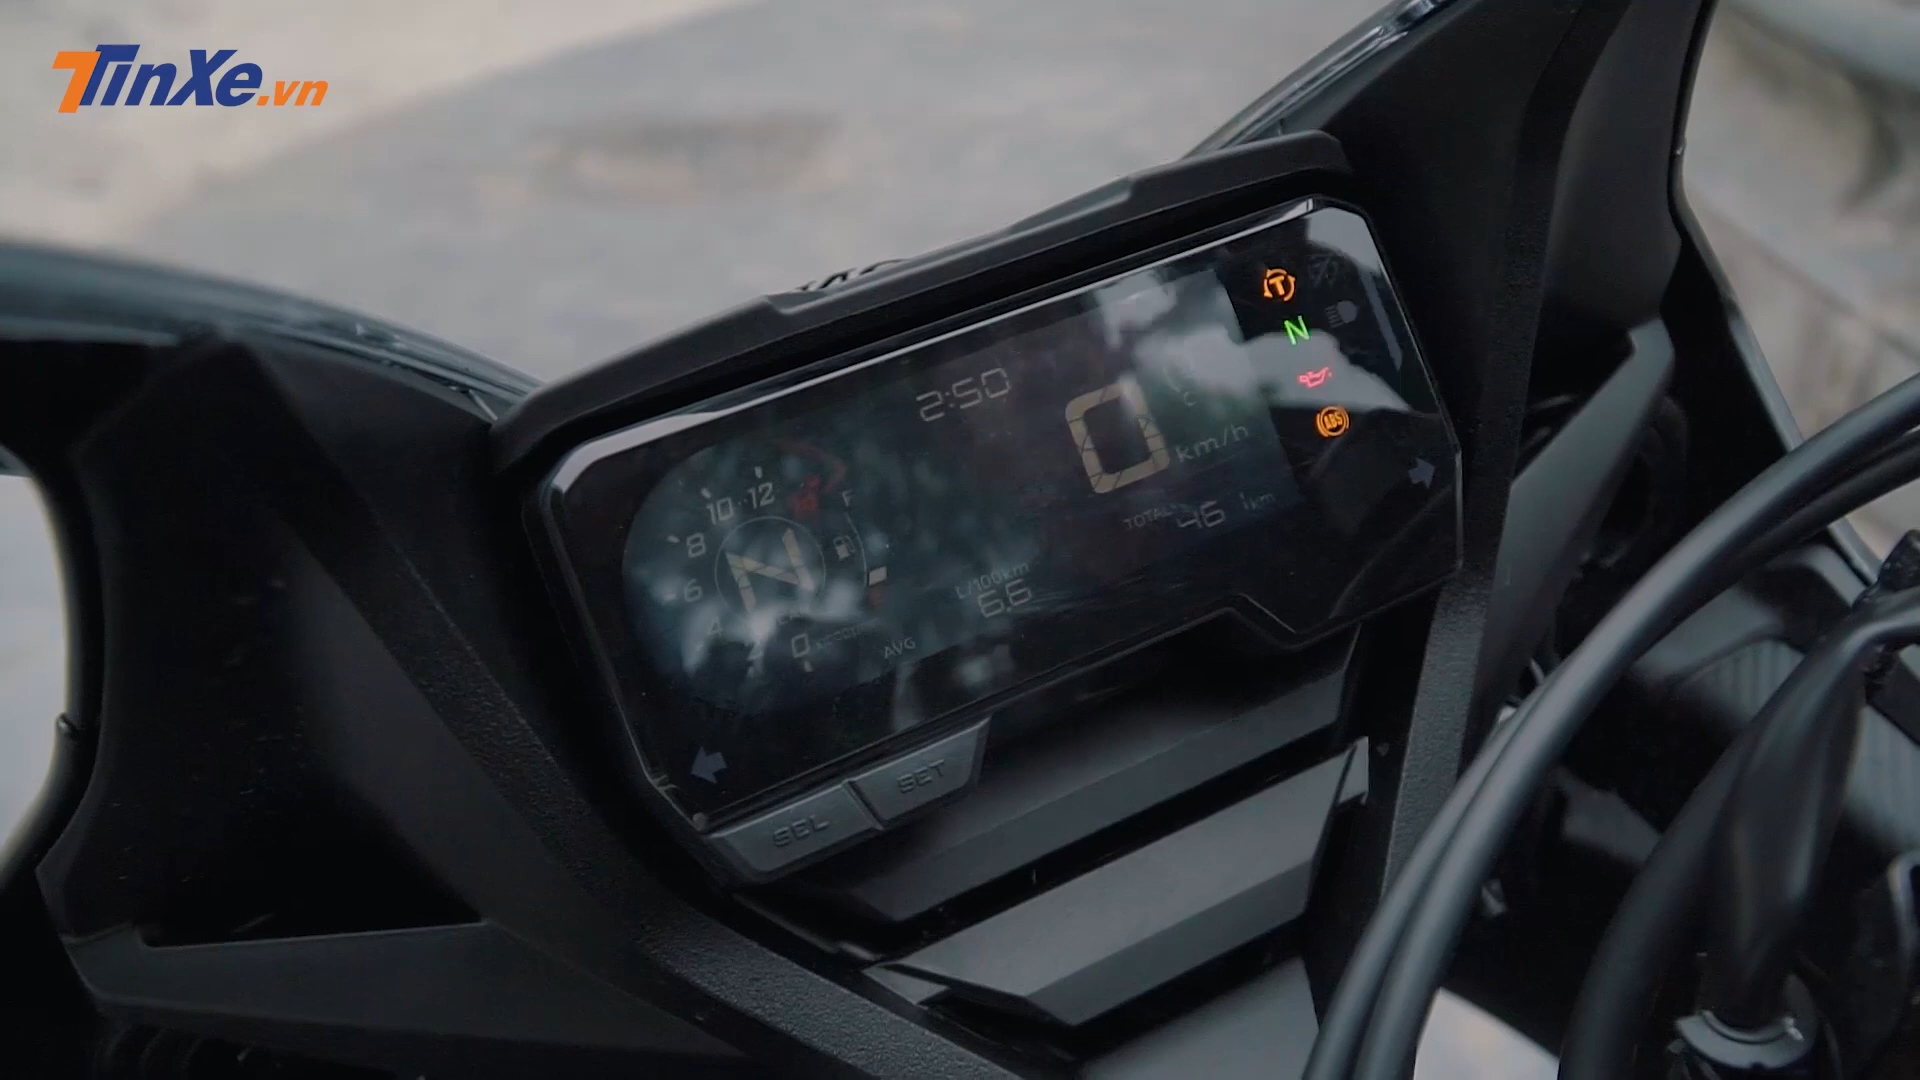 TinXe.vn
2:50
0
km/h
TOTAL 46 km
10 12
F
8
N
6
4
L/100km
6.6
0
AVG
N
ABS
SET
SEL